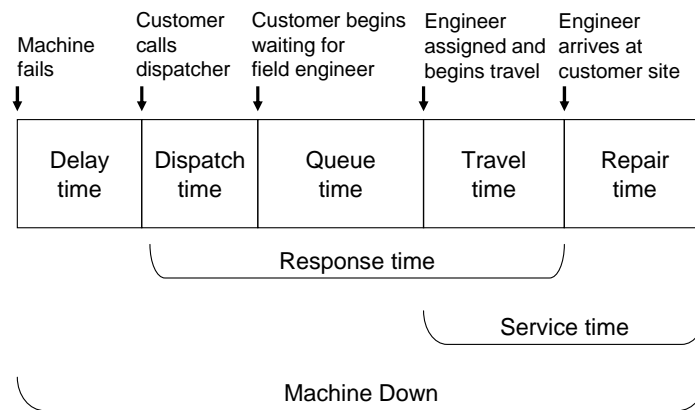 Machine
fails
Customer
calls
dispatcher
Customer begins
waiting for
field engineer
Engineer
assigned and
begins travel
Engineer
arrives at
customer site
Delay
time
Dispatch
time
Queue
time
Travel
time
Repair
time
Response time
Service time
Machine Down